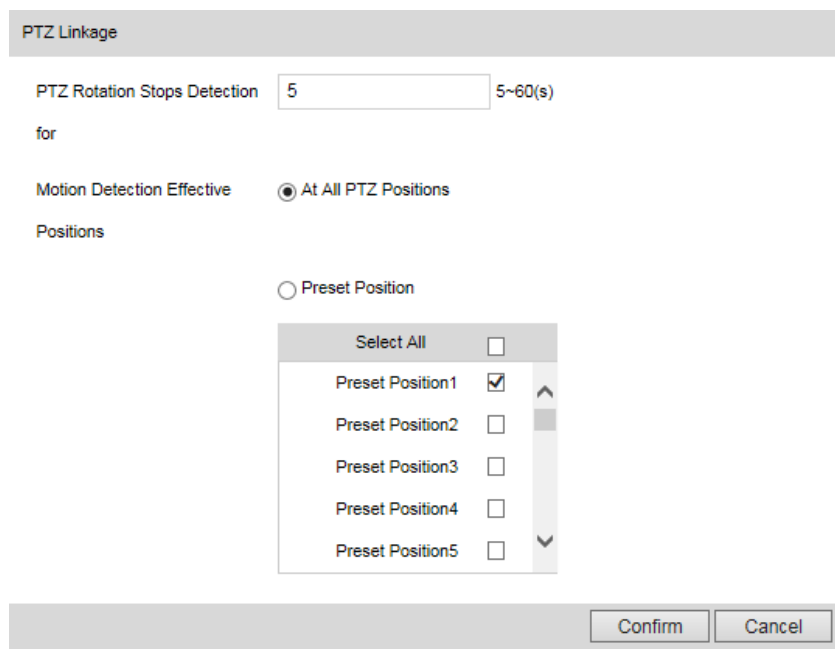 PTZ Linkage
PTZ Rotation Stops Detection 5 5~60(s)
for
Motion Detection Effective At All PTZ Positions
Positions
Preset Position
Select All
Preset Position1
Preset Position2
Preset Position3
Preset Position4
Preset Position5
Confirm Cancel